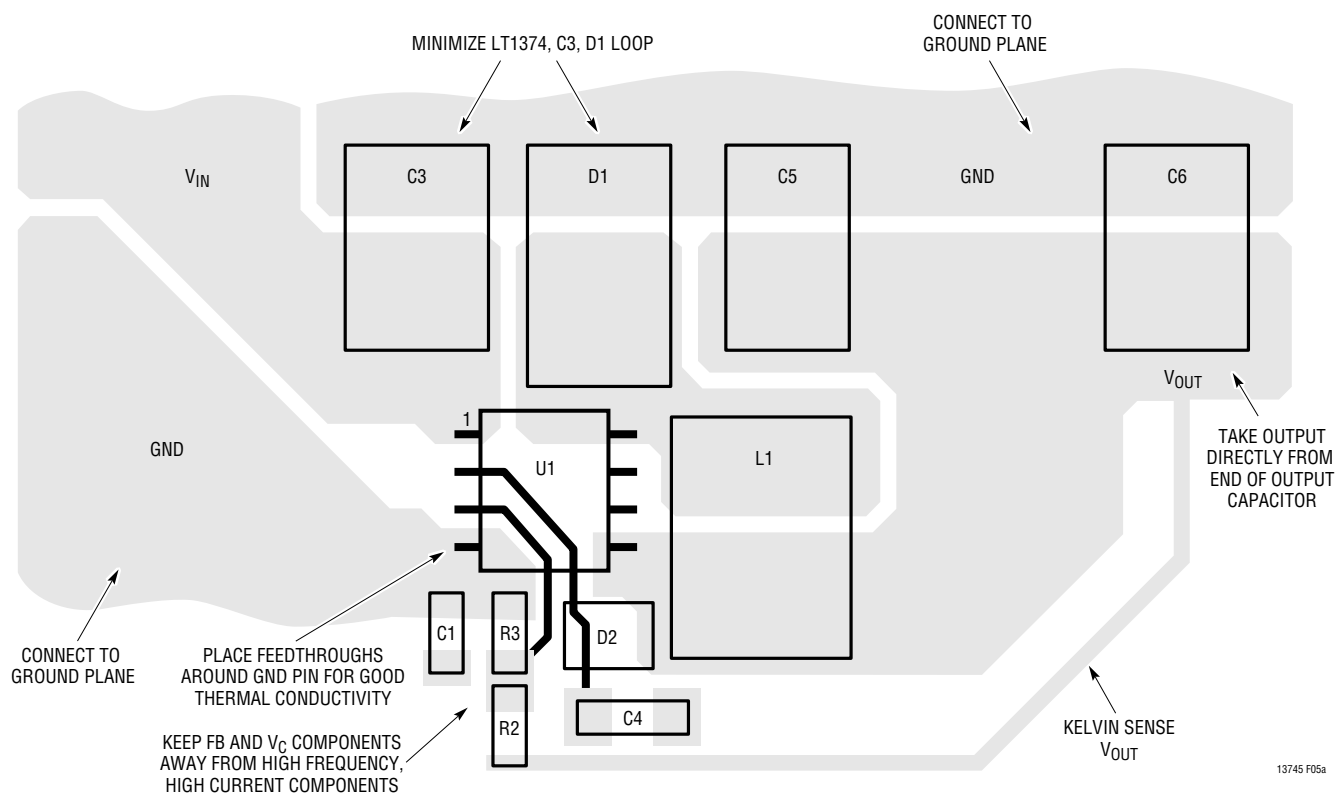 CONNECT TO
GROUND PLANE
MINIMIZE LT1374, C3, D1 LOOP
VIN
C3
D1
C5
GND
C6
VOUT
1
U1
L1
GND
TAKE OUTPUT
DIRECTLY FROM
END OF OUTPUT
CAPACITOR
C1
R3
D2
CONNECT TO
GROUND PLANE
PLACE FEEDTHROUGHS
AROUND GND PIN FOR GOOD
THERMAL CONDUCTIVITY
R2
C4
KEEP FB AND VC COMPONENTS
AWAY FROM HIGH FREQUENCY,
HIGH CURRENT COMPONENTS
KELVIN SENSE
VOUT
13745 F05a